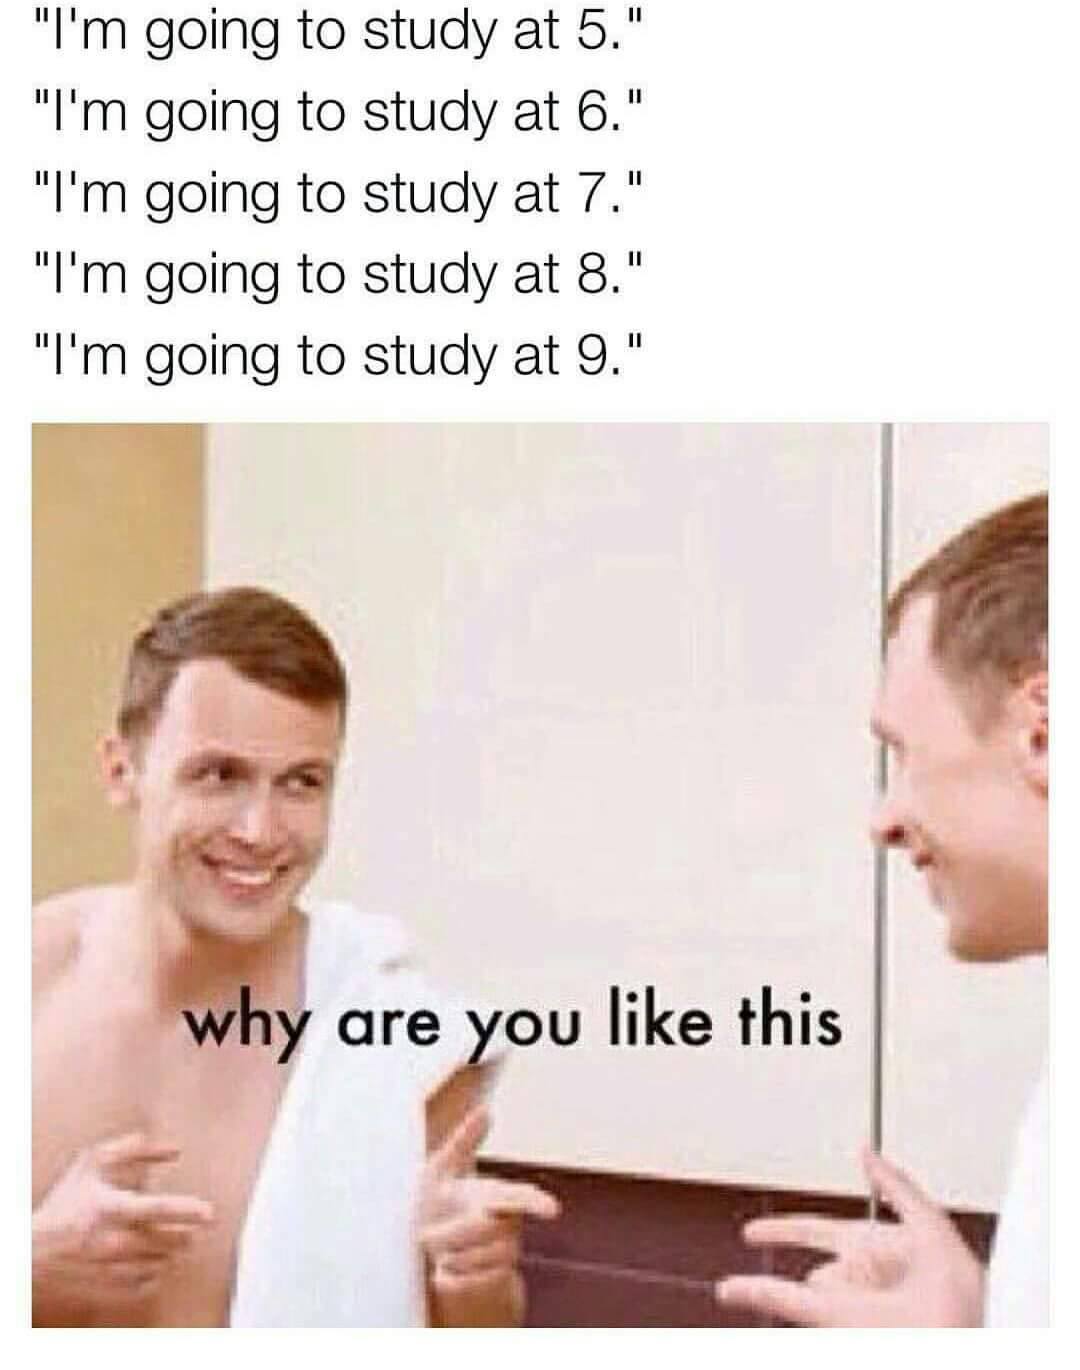 "I'm going to study at 5."
"I'm going to study at 6."
"I'm going to study at 7."
"I'm going to study at 8."
"I'm going to study at 9."
why are you like this